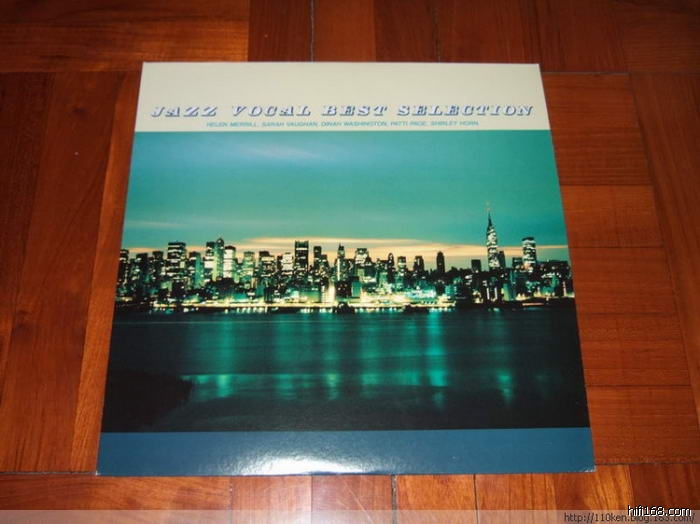 JAZZ VOCAL BEST SELECTION
HELEN MERRILL, SARAH VAUGHAN, DINAH WASHINGTON, PATTI PAGE, SHIRLEY HORN,
hifi168.com
http://110ken.blog.163.com/